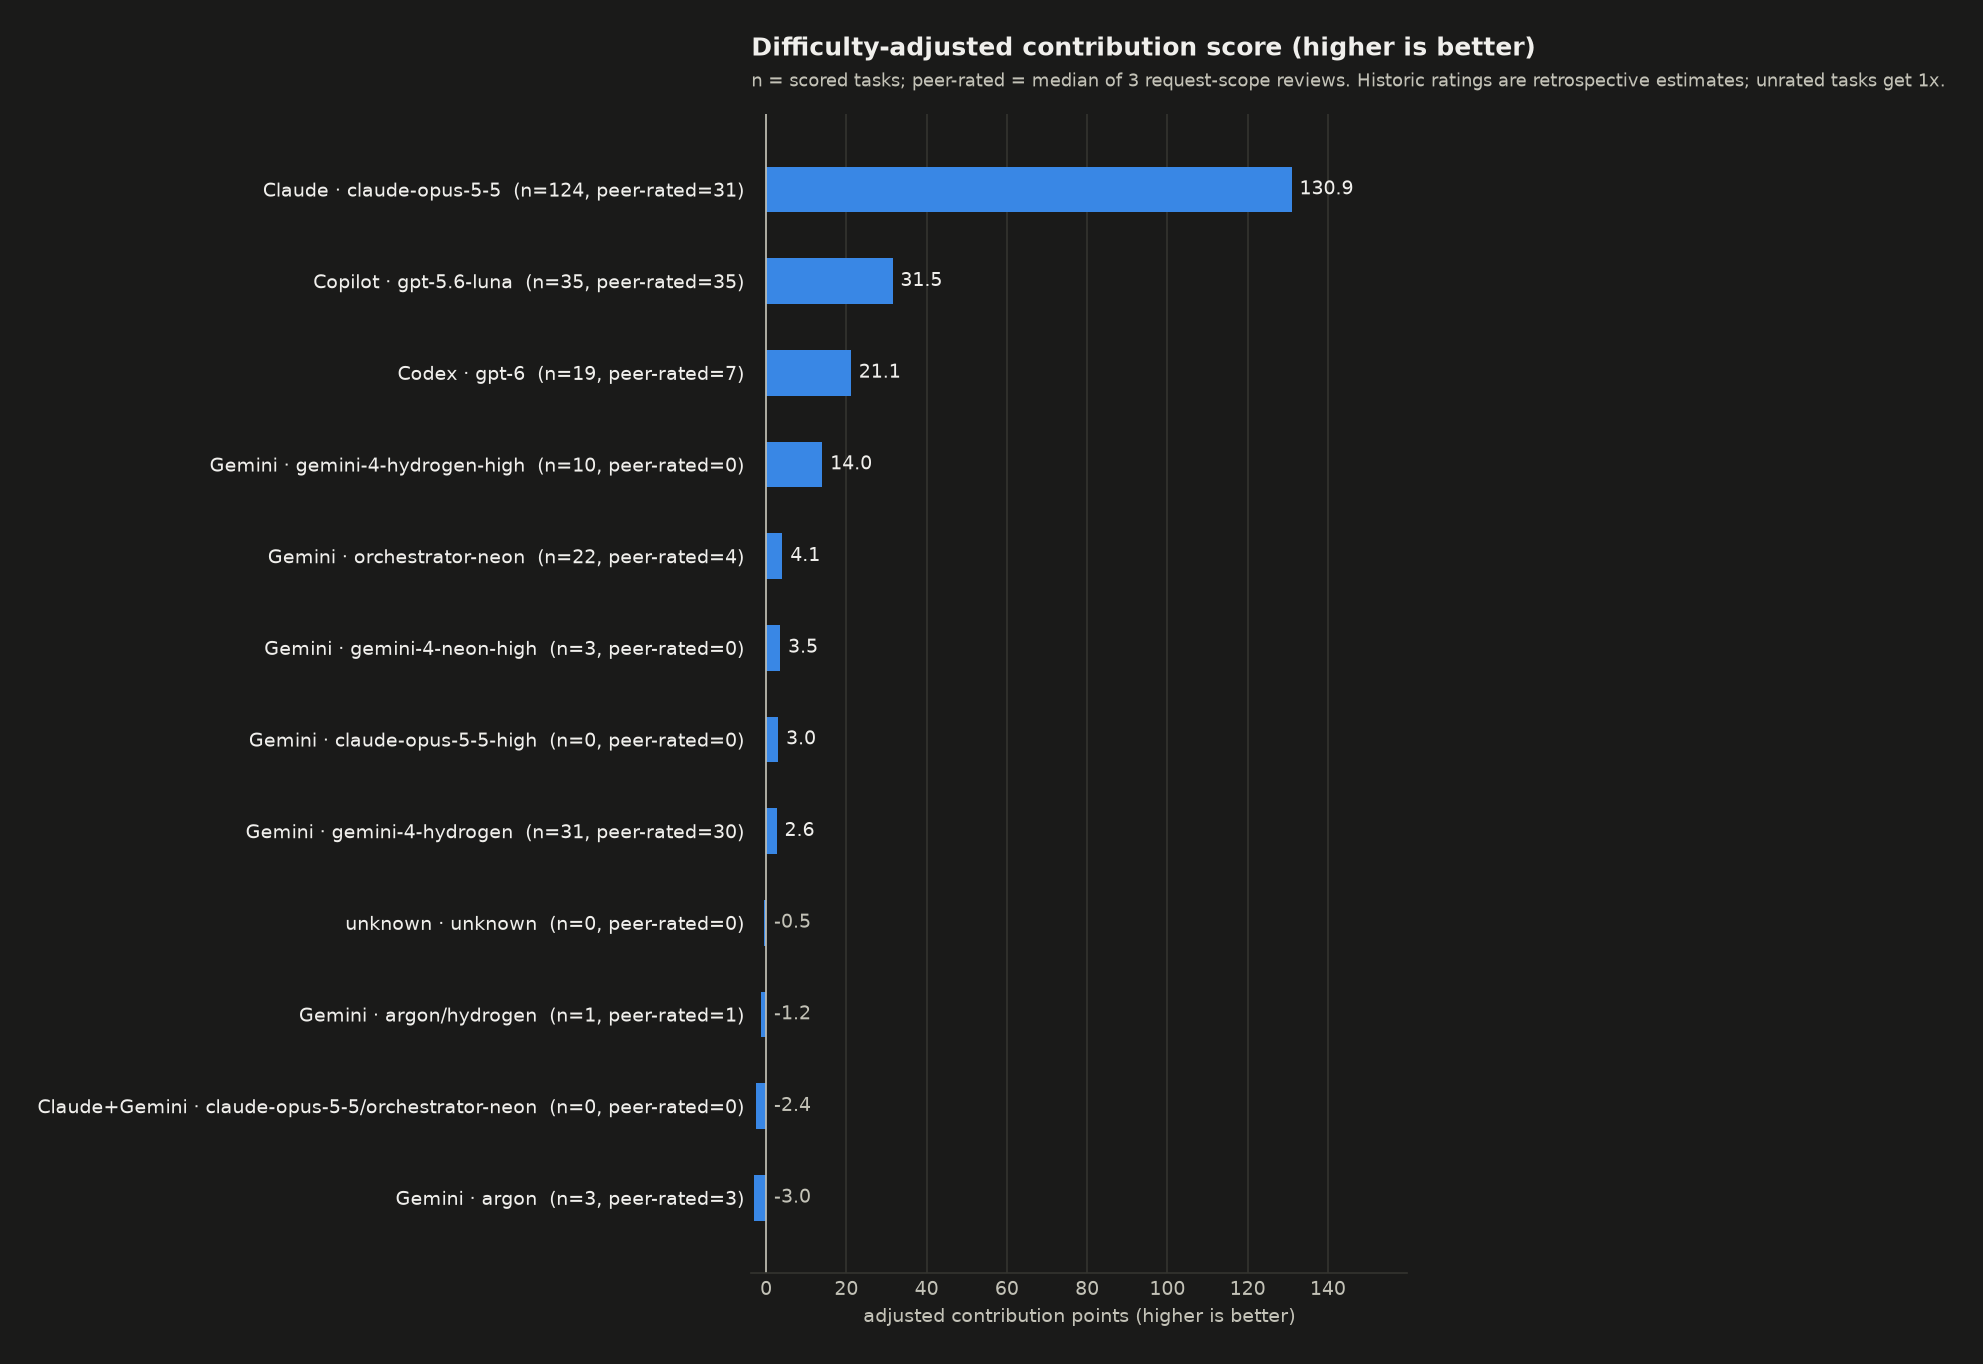 Difficulty-adjusted contribution score (higher is better)
n = scored tasks; peer-rated = median of 3 request-scope reviews. Historic ratings are retrospective estimates; unrated tasks get 1x.
Claude · claude-opus-5-5  (n=124, peer-rated=31) 130.9
Copilot · gpt-5.6-luna  (n=35, peer-rated=35) 31.5
Codex · gpt-6  (n=19, peer-rated=7) 21.1
Gemini · gemini-4-hydrogen-high  (n=10, peer-rated=0) 14.0
Gemini · orchestrator-neon  (n=22, peer-rated=4) 4.1
Gemini · gemini-4-neon-high  (n=3, peer-rated=0) 3.5
Gemini · claude-opus-5-5-high  (n=0, peer-rated=0) 3.0
Gemini · gemini-4-hydrogen  (n=31, peer-rated=30) 2.6
unknown · unknown  (n=0, peer-rated=0) -0.5
Gemini · argon/hydrogen  (n=1, peer-rated=1) -1.2
Claude+Gemini · claude-opus-5-5/orchestrator-neon  (n=0, peer-rated=0) -2.4
Gemini · argon  (n=3, peer-rated=3) -3.0
0 20 40 60 80 100 120 140
adjusted contribution points (higher is better)